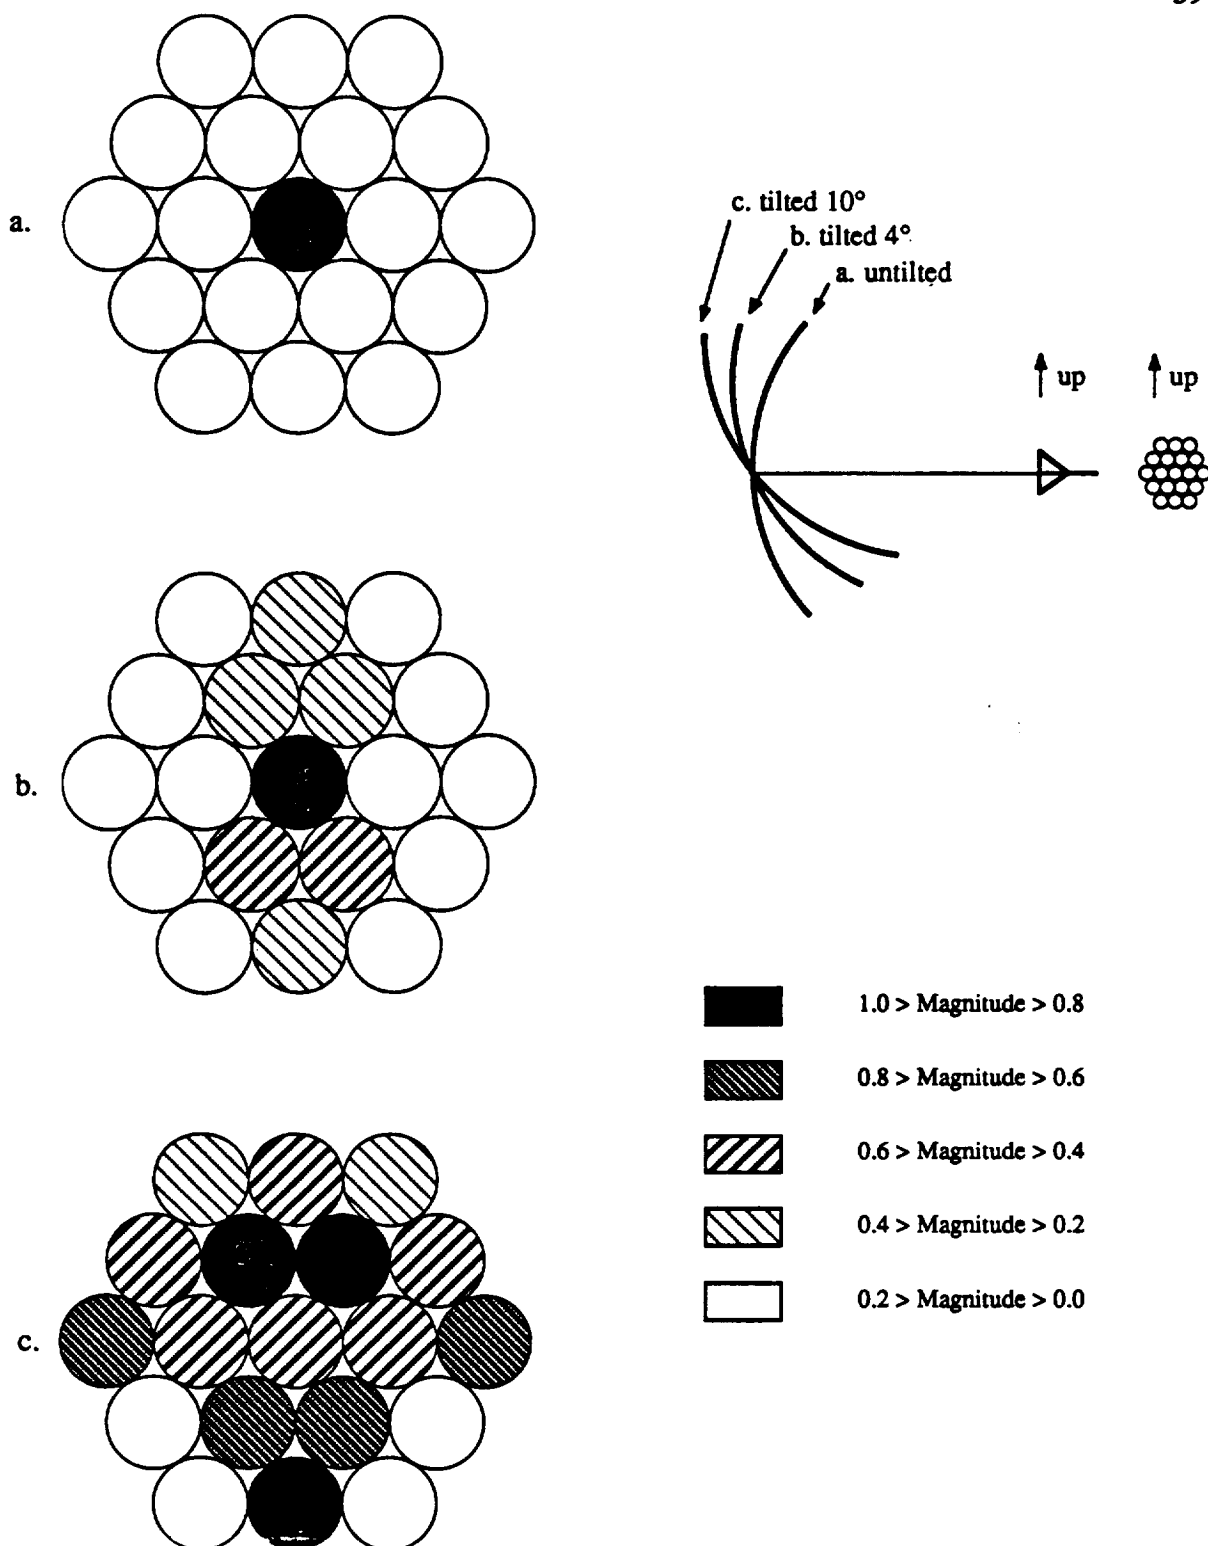 a.
c. tilted 10°
b. tilted 4°
a. untilted
up
up
b.
1.0 > Magnitude > 0.8
0.8 > Magnitude > 0.6
0.6 > Magnitude > 0.4
0.4 > Magnitude > 0.2
0.2 > Magnitude > 0.0
c.